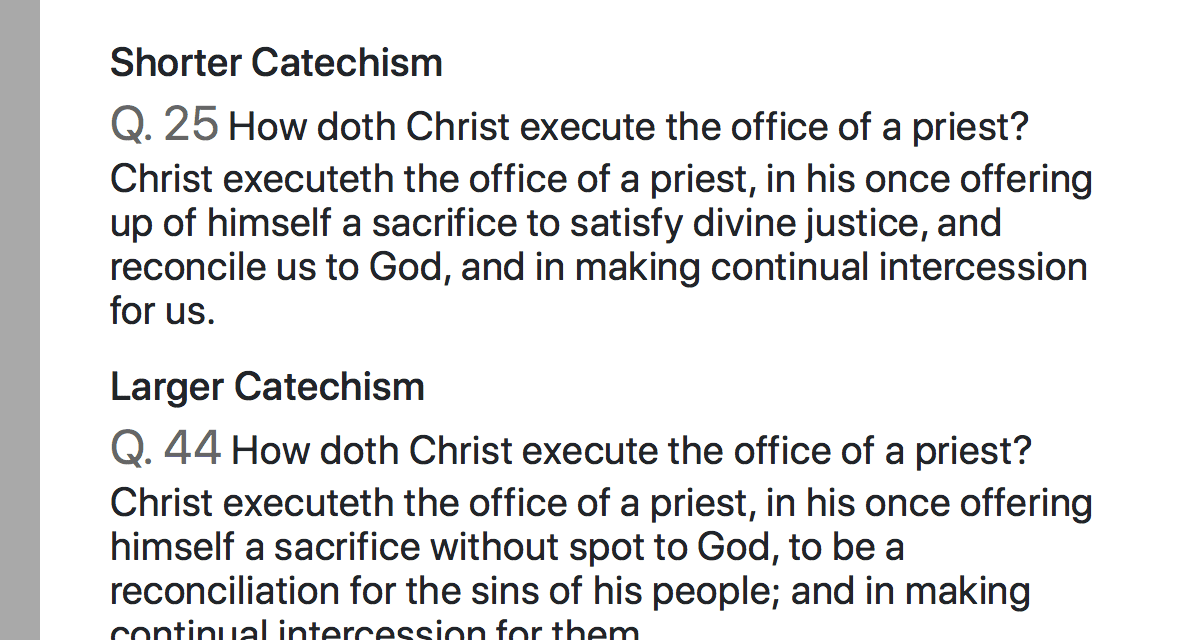 Shorter Catechism
Q. 25 How doth Christ execute the office of a priest?
Christ executeth the office of a priest, in his once offering
up of himself a sacrifice to satisfy divine justice, and
reconcile us to God, and in making continual intercession
for us.
Larger Catechism
Q. 44 How doth Christ execute the office of a priest?
Christ executeth the office of a priest, in his once offering
himself a sacrifice without spot to God, to be a
reconciliation for the sins of his people; and in making
continual intercession for them